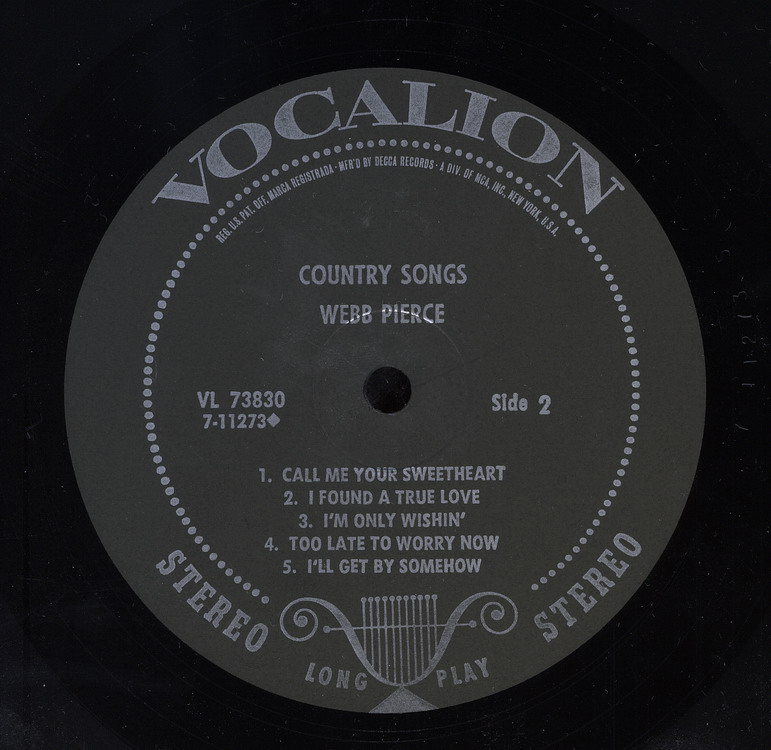 VOCALION
REG. U.S. PAT. OFF. MARCA REGISTRADA · MFR'D BY DECCA RECORDS · A DIV. OF MCA, INC., NEW YORK, U.S.A.
COUNTRY SONGS
WEBB PIERCE
VL 73830
7-11273◆
Side 2
1. CALL ME YOUR SWEETHEART
2. I FOUND A TRUE LOVE
3. I'M ONLY WISHIN'
4. TOO LATE TO WORRY NOW
5. I'LL GET BY SOMEHOW
STEREO
STEREO
LONG PLAY